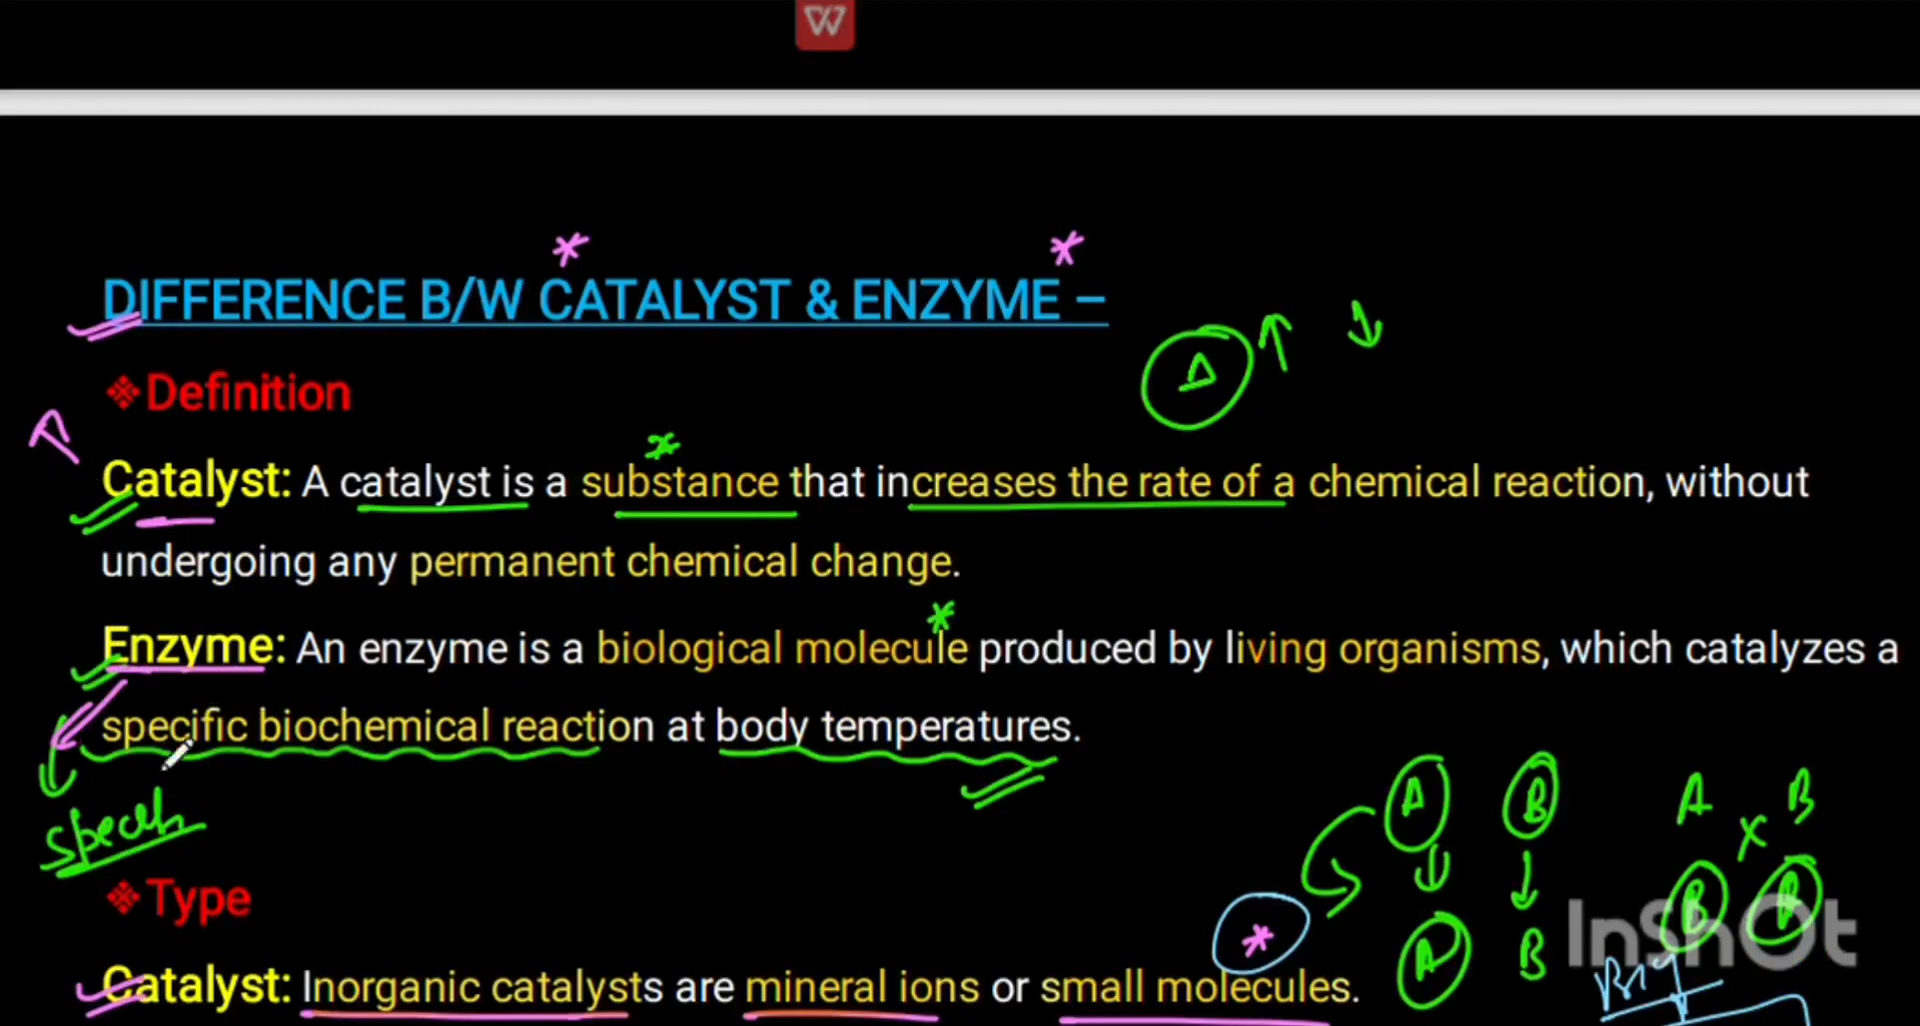 DIFFERENCE B/W CATALYST & ENZYME –
❖Definition
Δ ↑ ↓
Catalyst: A catalyst is a substance that increases the rate of a chemical reaction, without
undergoing any permanent chemical change.
Enzyme: An enzyme is a biological molecule produced by living organisms, which catalyzes a
specific biochemical reaction at body temperatures.
A B A B
❖Type
A B B B
InShOt
Catalyst: Inorganic catalysts are mineral ions or small molecules.